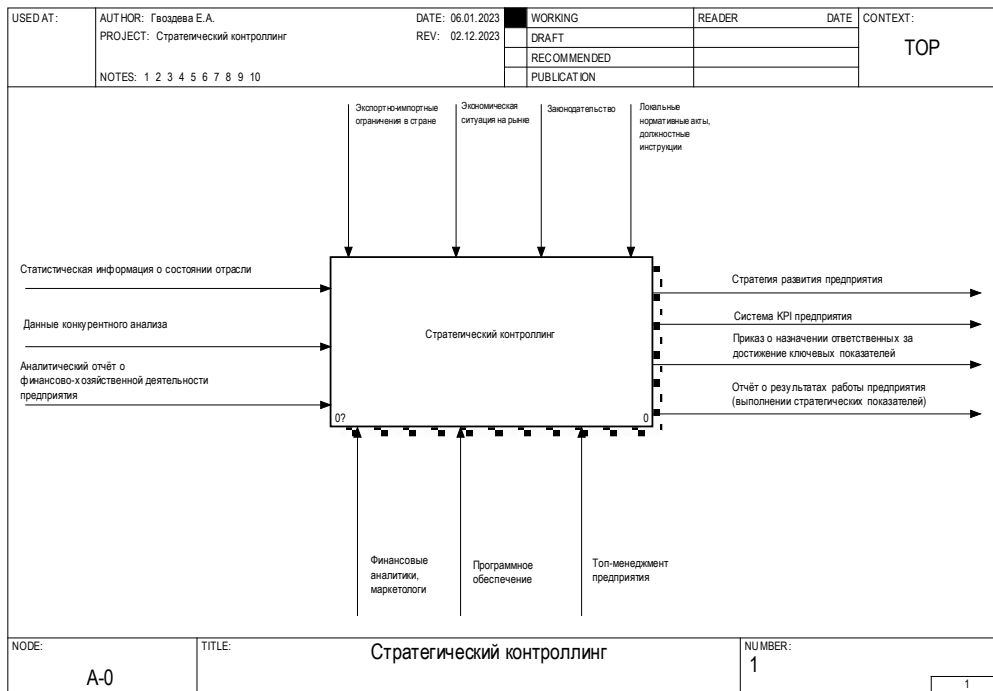 USED AT:
AUTHOR: Гвоздева Е.А.
DATE: 06.01.2023
WORKING
READER
DATE
CONTEXT:
PROJECT: Стратегический контроллинг
REV: 02.12.2023
DRAFT
TOP
RECOMMENDED
NOTES: 1 2 3 4 5 6 7 8 9 10
PUBLICATION
Экспортно-импортные
ограничения в стране
Экономическая
ситуация на рынке
Законодательство
Локальные
нормативные акты,
должностные
инструкции
Статистическая информация о состоянии отрасли
Данные конкурентного анализа
Аналитический отчёт о
финансово-хозяйственной деятельности
предприятия
Стратегический контроллинг
0?
0
Стратегия развития предприятия
Система KPI предприятия
Приказ о назначении ответственных за
достижение ключевых показателей
Отчёт о результатах работы предприятия
(выполнении стратегических показателей)
Финансовые
аналитики,
маркетологи
Программное
обеспечение
Топ-менеджмент
предприятия
NODE:
A-0
TITLE:
Стратегический контроллинг
NUMBER:
1
1